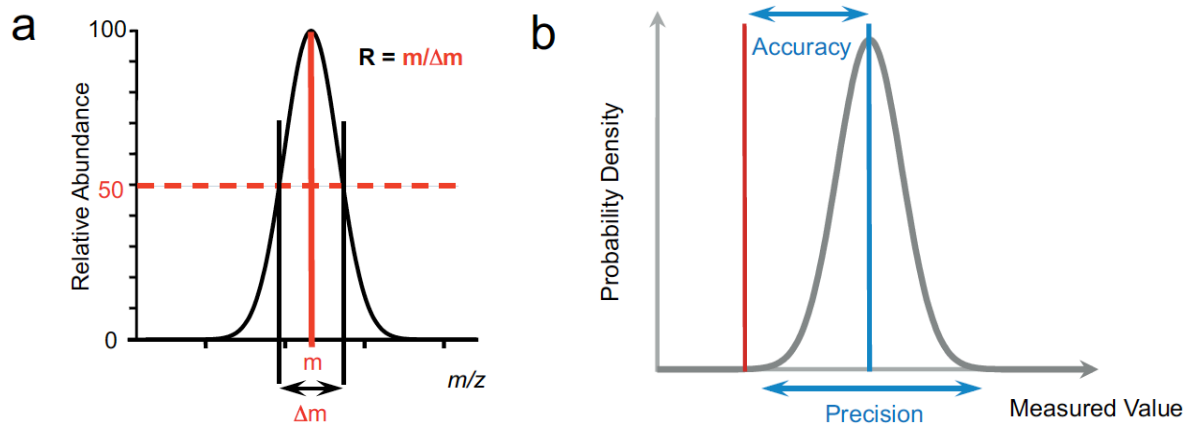 a
100
R = m/Δm
Relative Abundance
50
0
m
m/z
Δm
b
Accuracy
Probability Density
Precision
Measured Value